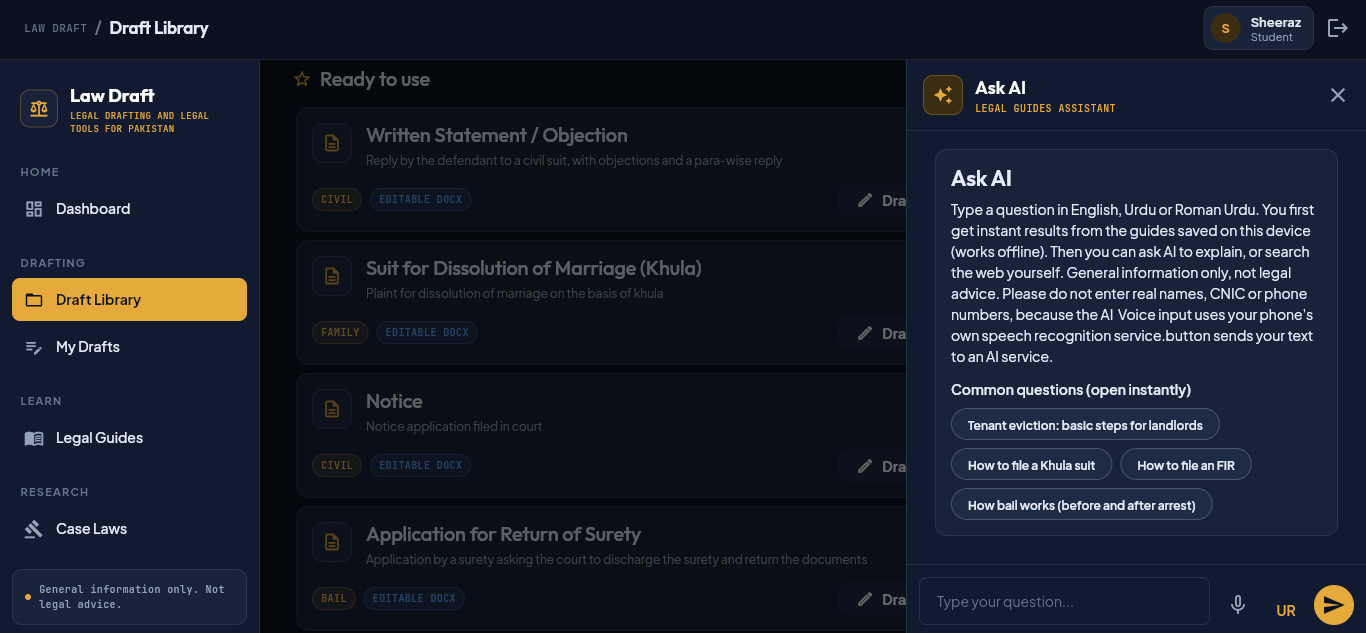 LAW DRAFT / Draft Library
S
Sheeraz
Student
Law Draft
LEGAL DRAFTING AND LEGAL
TOOLS FOR PAKISTAN
HOME
Dashboard
DRAFTING
Draft Library
My Drafts
LEARN
Legal Guides
RESEARCH
Case Laws
General information only. Not
legal advice.
Ready to use
Written Statement / Objection
Reply by the defendant to a civil suit, with objections and a para-wise reply
CIVIL
EDITABLE DOCX
Dra
Suit for Dissolution of Marriage (Khula)
Plaint for dissolution of marriage on the basis of khula
FAMILY
EDITABLE DOCX
Dra
Notice
Notice application filed in court
CIVIL
EDITABLE DOCX
Dra
Application for Return of Surety
Application by a surety asking the court to discharge the surety and return the documents
BAIL
EDITABLE DOCX
Dra
Ask AI
LEGAL GUIDES ASSISTANT
Ask AI
Type a question in English, Urdu or Roman Urdu. You first
get instant results from the guides saved on this device
(works offline). Then you can ask AI to explain, or search
the web yourself. General information only, not legal
advice. Please do not enter real names, CNIC or phone
numbers, because the AI Voice input uses your phone's
own speech recognition service.button sends your text
to an AI service.
Common questions (open instantly)
Tenant eviction: basic steps for landlords
How to file a Khula suit
How to file an FIR
How bail works (before and after arrest)
Type your question...
UR